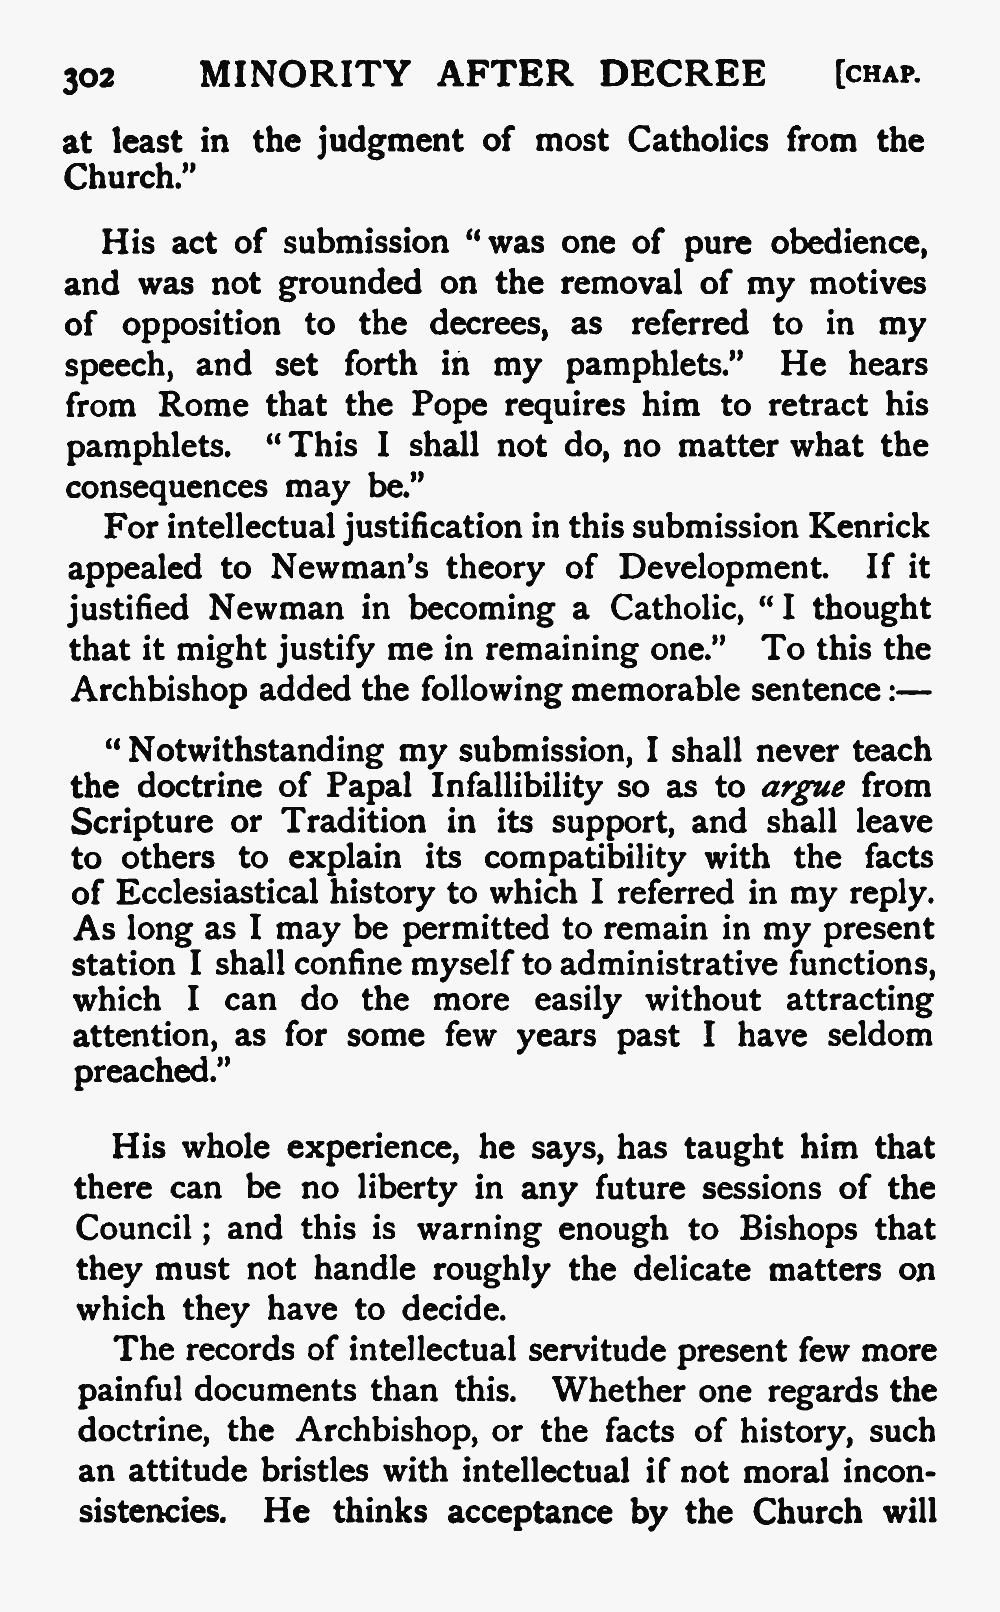 302 MINORITY AFTER DECREE [CHAP.
at least in the judgment of most Catholics from the
Church.”
His act of submission “was one of pure obedience,
and was not grounded on the removal of my motives
of opposition to the decrees, as referred to in my
speech, and set forth in my pamphlets.” He hears
from Rome that the Pope requires him to retract his
pamphlets. “This I shall not do, no matter what the
consequences may be.”
For intellectual justification in this submission Kenrick
appealed to Newman’s theory of Development. If it
justified Newman in becoming a Catholic, “I thought
that it might justify me in remaining one.” To this the
Archbishop added the following memorable sentence :—
“Notwithstanding my submission, I shall never teach
the doctrine of Papal Infallibility so as to argue from
Scripture or Tradition in its support, and shall leave
to others to explain its compatibility with the facts
of Ecclesiastical history to which I referred in my reply.
As long as I may be permitted to remain in my present
station I shall confine myself to administrative functions,
which I can do the more easily without attracting
attention, as for some few years past I have seldom
preached.”
His whole experience, he says, has taught him that
there can be no liberty in any future sessions of the
Council ; and this is warning enough to Bishops that
they must not handle roughly the delicate matters on
which they have to decide.
The records of intellectual servitude present few more
painful documents than this. Whether one regards the
doctrine, the Archbishop, or the facts of history, such
an attitude bristles with intellectual if not moral incon-
sistencies. He thinks acceptance by the Church will